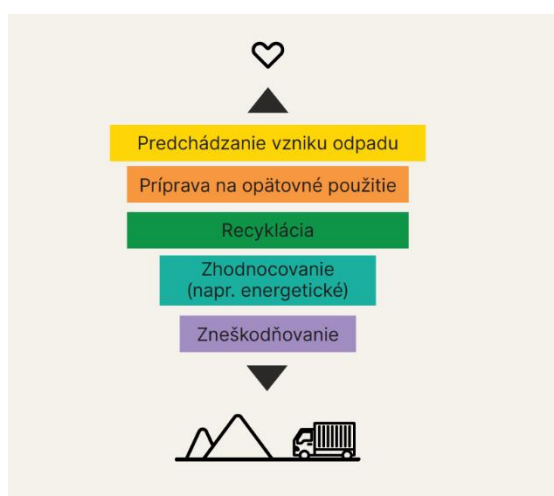 Predchádzanie vzniku odpadu
Príprava na opätovné použitie
Recyklácia
Zhodnocovanie
(napr. energetické)
Zneškodňovanie